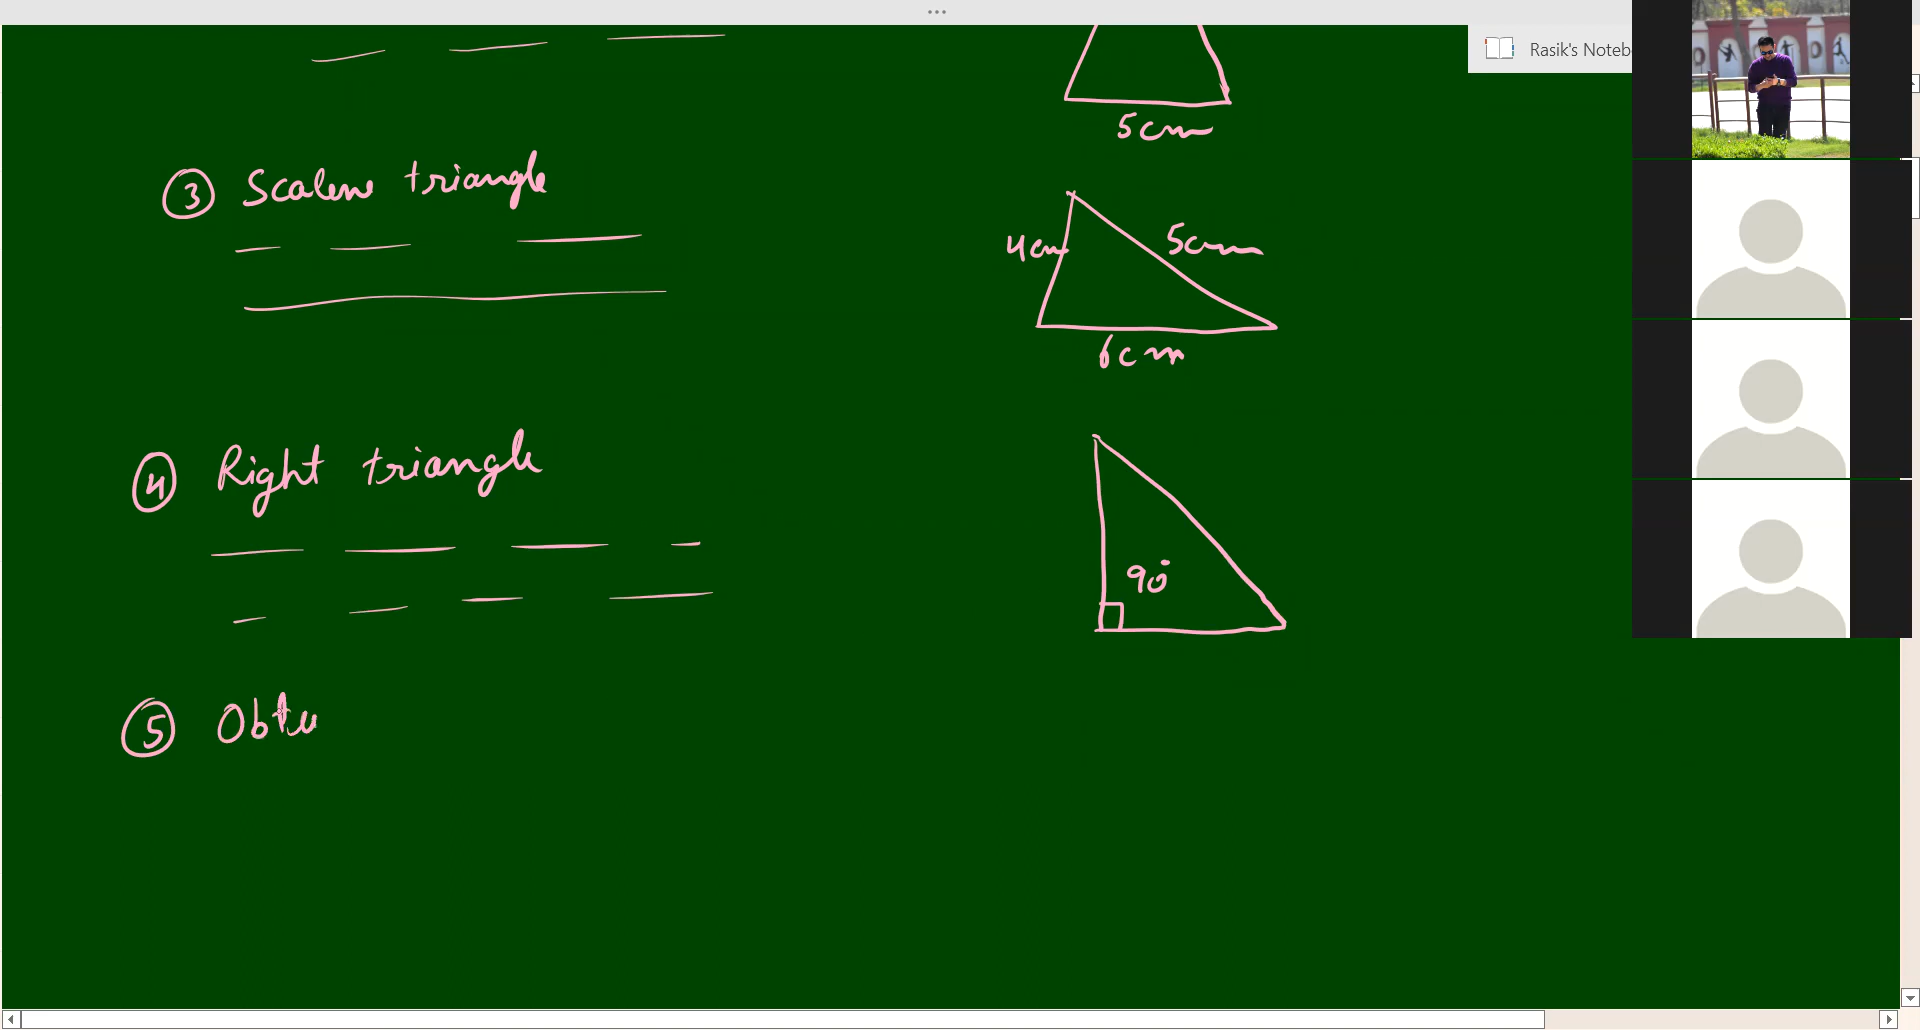 Rasik's Noteb
5cm
③ Scalene triangle
4cm
5cm
6cm
④ Right triangle
90°
⑤ Obtu